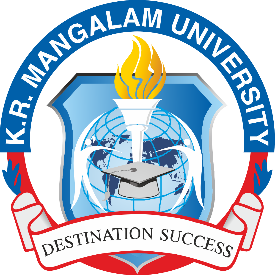 K.R. MANGALAM UNIVERSITY
DESTINATION SUCCESS